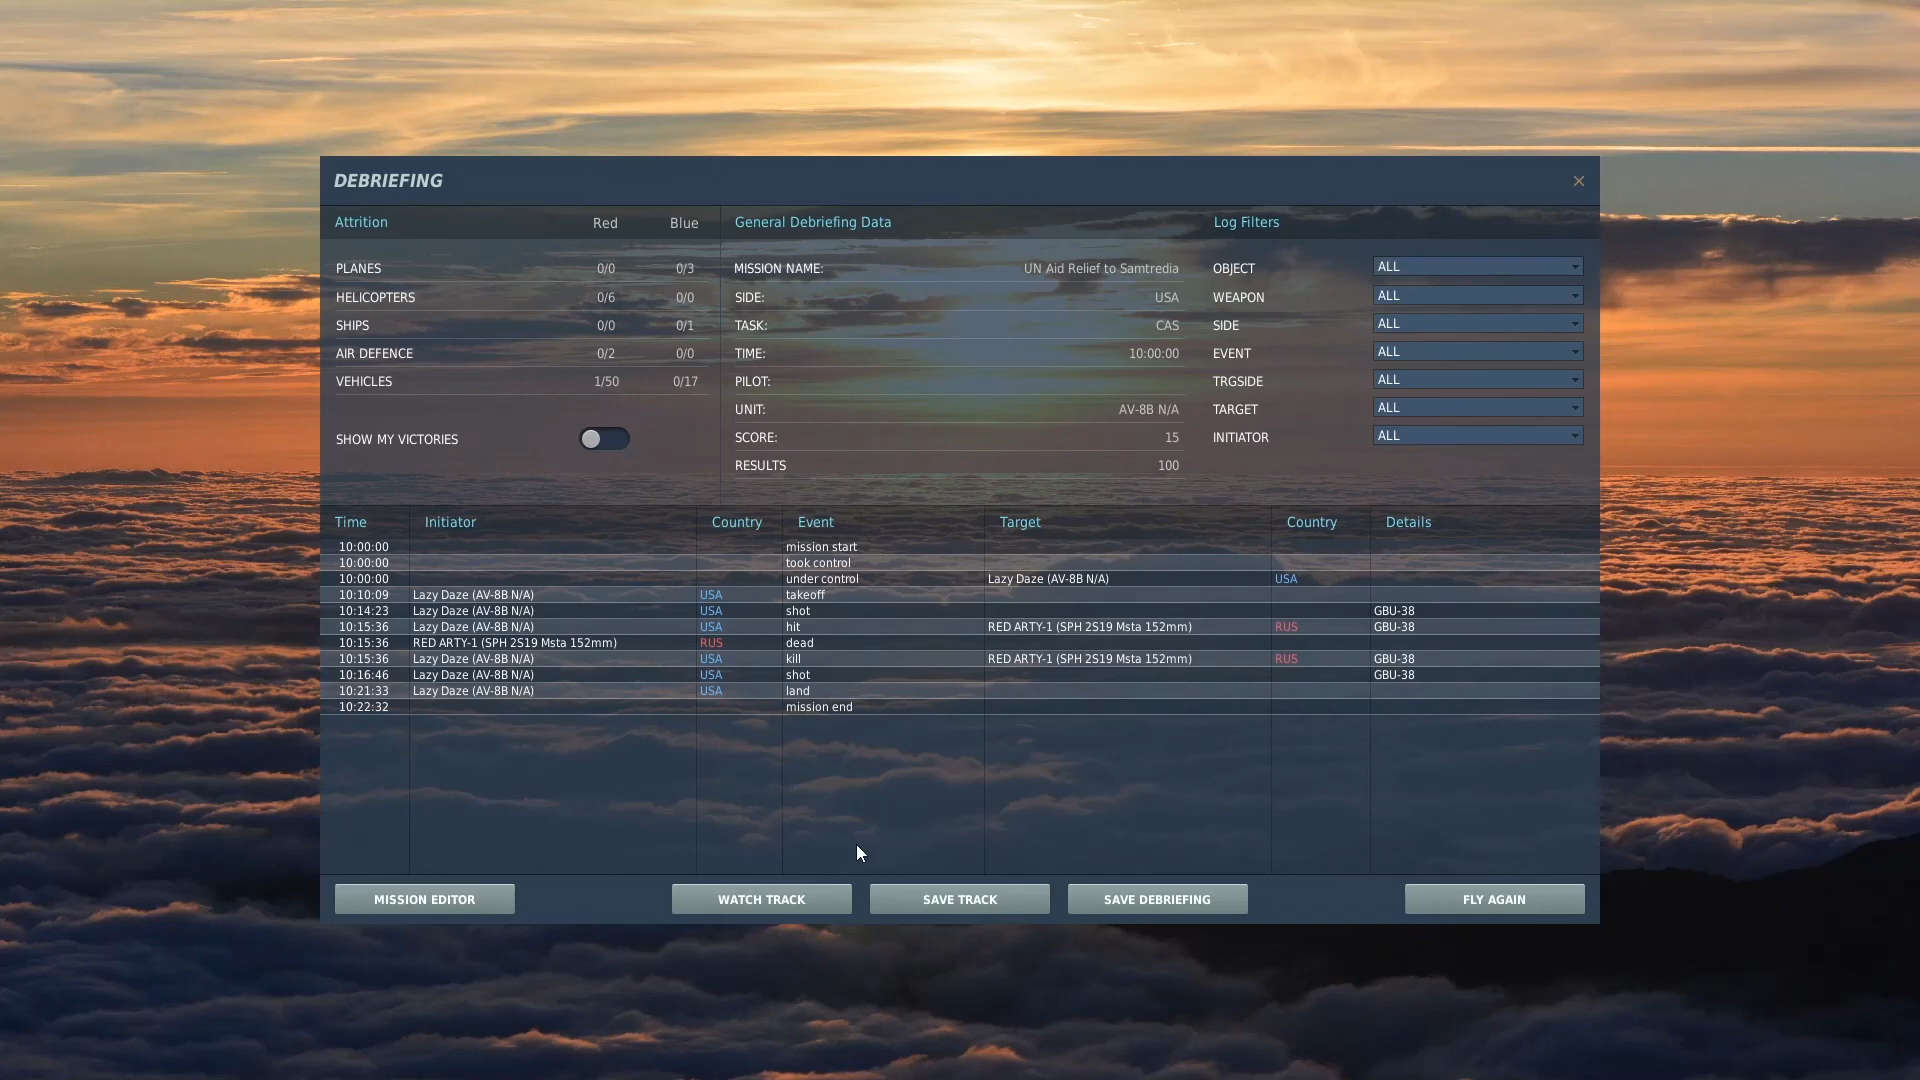 DEBRIEFING
Attrition Red Blue General Debriefing Data Log Filters
PLANES 0/0 0/3 MISSION NAME: UN Aid Relief to Samtredia OBJECT ALL
HELICOPTERS 0/6 0/0 SIDE: USA WEAPON ALL
SHIPS 0/0 0/1 TASK: CAS SIDE ALL
AIR DEFENCE 0/2 0/0 TIME: 10:00:00 EVENT ALL
VEHICLES 1/50 0/17 PILOT: TRGSIDE ALL
UNIT: AV-8B N/A TARGET ALL
SHOW MY VICTORIES SCORE: 15 INITIATOR ALL
RESULTS 100
Time Initiator Country Event Target Country Details
10:00:00 mission start
10:00:00 took control
10:00:00 under control Lazy Daze (AV-8B N/A) USA
10:10:09 Lazy Daze (AV-8B N/A) USA takeoff
10:14:23 Lazy Daze (AV-8B N/A) USA shot GBU-38
10:15:36 Lazy Daze (AV-8B N/A) USA hit RED ARTY-1 (SPH 2S19 Msta 152mm) RUS GBU-38
10:15:36 RED ARTY-1 (SPH 2S19 Msta 152mm) RUS dead
10:15:36 Lazy Daze (AV-8B N/A) USA kill RED ARTY-1 (SPH 2S19 Msta 152mm) RUS GBU-38
10:16:46 Lazy Daze (AV-8B N/A) USA shot GBU-38
10:21:33 Lazy Daze (AV-8B N/A) USA land
10:22:32 mission end
MISSION EDITOR WATCH TRACK SAVE TRACK SAVE DEBRIEFING FLY AGAIN